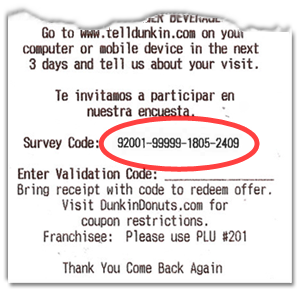 BEVERAGE
Go to www.telldunkin.com on your
computer or mobile device in the next
3 days and tell us about your visit.
Te invitamos a participar en
nuestra encuesta.
Survey Code: 92001-99999-1805-2409
Enter Validation Code:
Bring receipt with code to redeem offer.
Visit DunkinDonuts.com for
coupon restrictions.
Franchisee: Please use PLU #201
Thank You Come Back Again